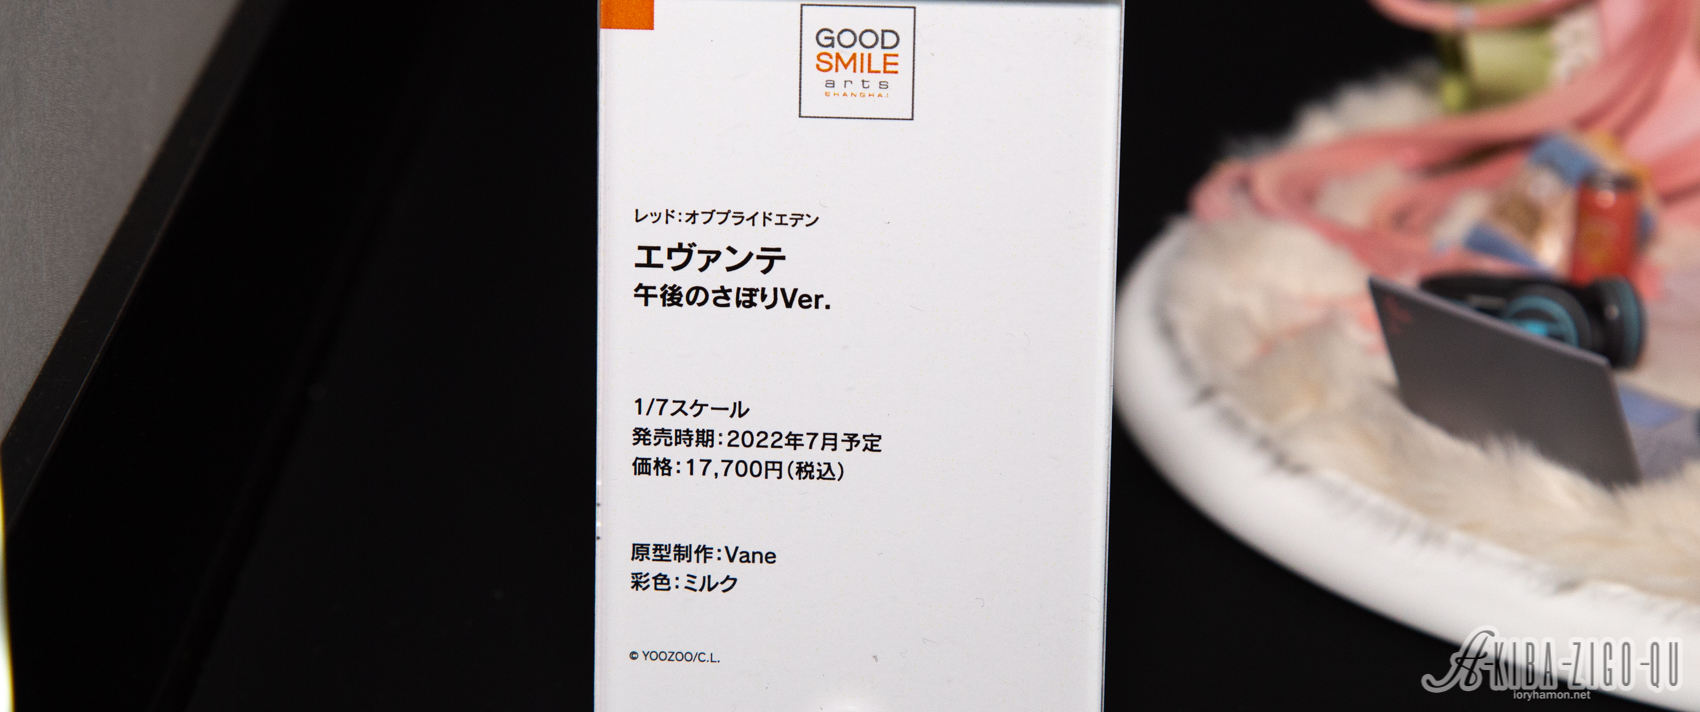 GOOD
SMILE
arts
SHANGHAI
レッド：オブプライドエデン
エヴァンテ
午後のさぼりVer.
1/7スケール
発売時期：2022年7月予定
価格：17,700円（税込）
原型制作：Vane
彩色：ミルク
© YOOZOO/C.L.
AKIBA-ZIGO-QU
ioryhamon.net